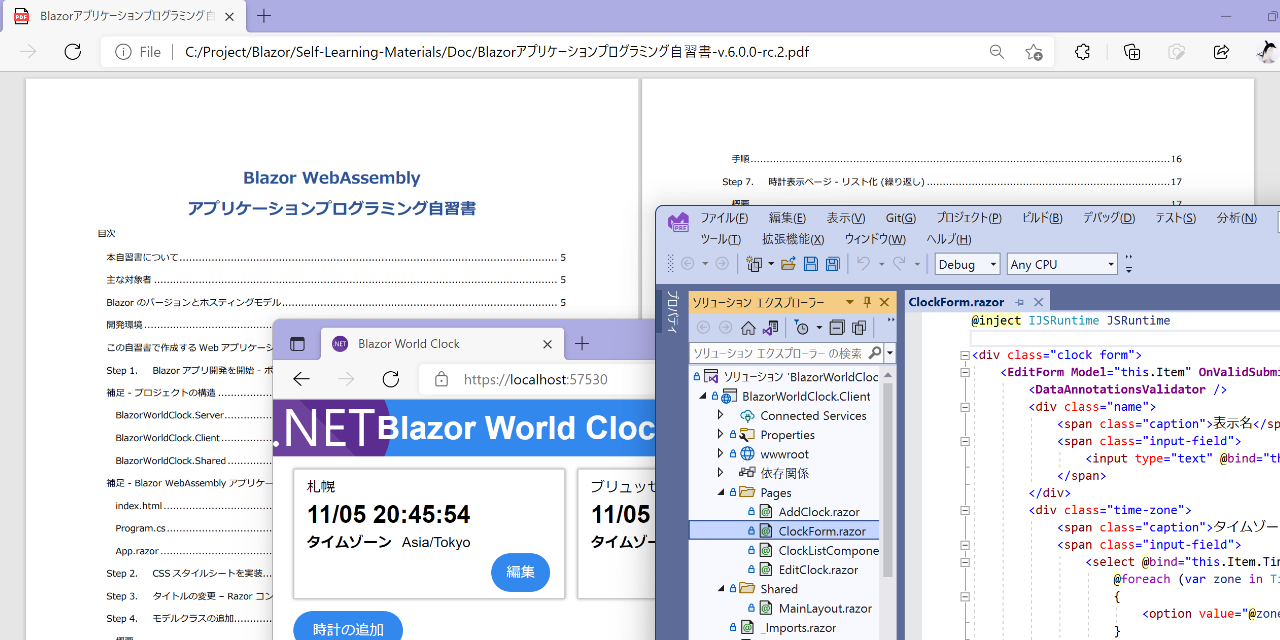 Blazorアプリケーションプログラミング自
File
C:/Project/Blazor/Self-Learning-Materials/Doc/Blazorアプリケーションプログラミング自習書-v.6.0.0-rc.2.pdf
Blazor WebAssembly
アプリケーションプログラミング自習書
目次
本自習書について 5
主な対象者 5
Blazor のバージョンとホスティングモデル 5
開発環境
この自習書で作成する Web アプリケーシ
Step 1. Blazor アプリ開発を開始 - ボ
補足 - プロジェクトの構造
BlazorWorldClock.Server
BlazorWorldClock.Client
BlazorWorldClock.Shared
補足 - Blazor WebAssembly アプリケー
index.html
Program.cs
App.razor
Step 2. CSS スタイルシートを実装
Step 3. タイトルの変更 – Razor コン
Step 4. モデルクラスの追加
概要
手順 16
Step 7. 時計表示ページ - リスト化 (繰り返し) 17
概要 17
Blazor World Clock
https://localhost:57530
.NET Blazor World Cloc
札幌
11/05 20:45:54
タイムゾーン Asia/Tokyo
編集
ブリュッセ
11/05
タイムゾー
時計の追加
ファイル(F) 編集(E) 表示(V) Git(G) プロジェクト(P) ビルド(B) デバッグ(D) テスト(S) 分析(N)
ツール(T) 拡張機能(X) ウィンドウ(W) ヘルプ(H)
Debug Any CPU
プロパティ
ソリューション エクスプローラー
ソリューション エクスプローラー の検索
ソリューション 'BlazorWorldCloc
BlazorWorldClock.Client
Connected Services
Properties
wwwroot
依存関係
Pages
AddClock.razor
ClockForm.razor
ClockListCompone
EditClock.razor
Shared
MainLayout.razor
_Imports.razor
ClockForm.razor
@inject IJSRuntime JSRuntime
<div class="clock form">
<EditForm Model="this.Item" OnValidSubmi
<DataAnnotationsValidator />
<div class="name">
<span class="caption">表示名</sp
<span class="input-field">
<input type="text" @bind="th
</span>
</div>
<div class="time-zone">
<span class="caption">タイムゾー
<span class="input-field">
<select @bind="this.Item.Tim
@foreach (var zone in Ti
{
<option value="@zone
}